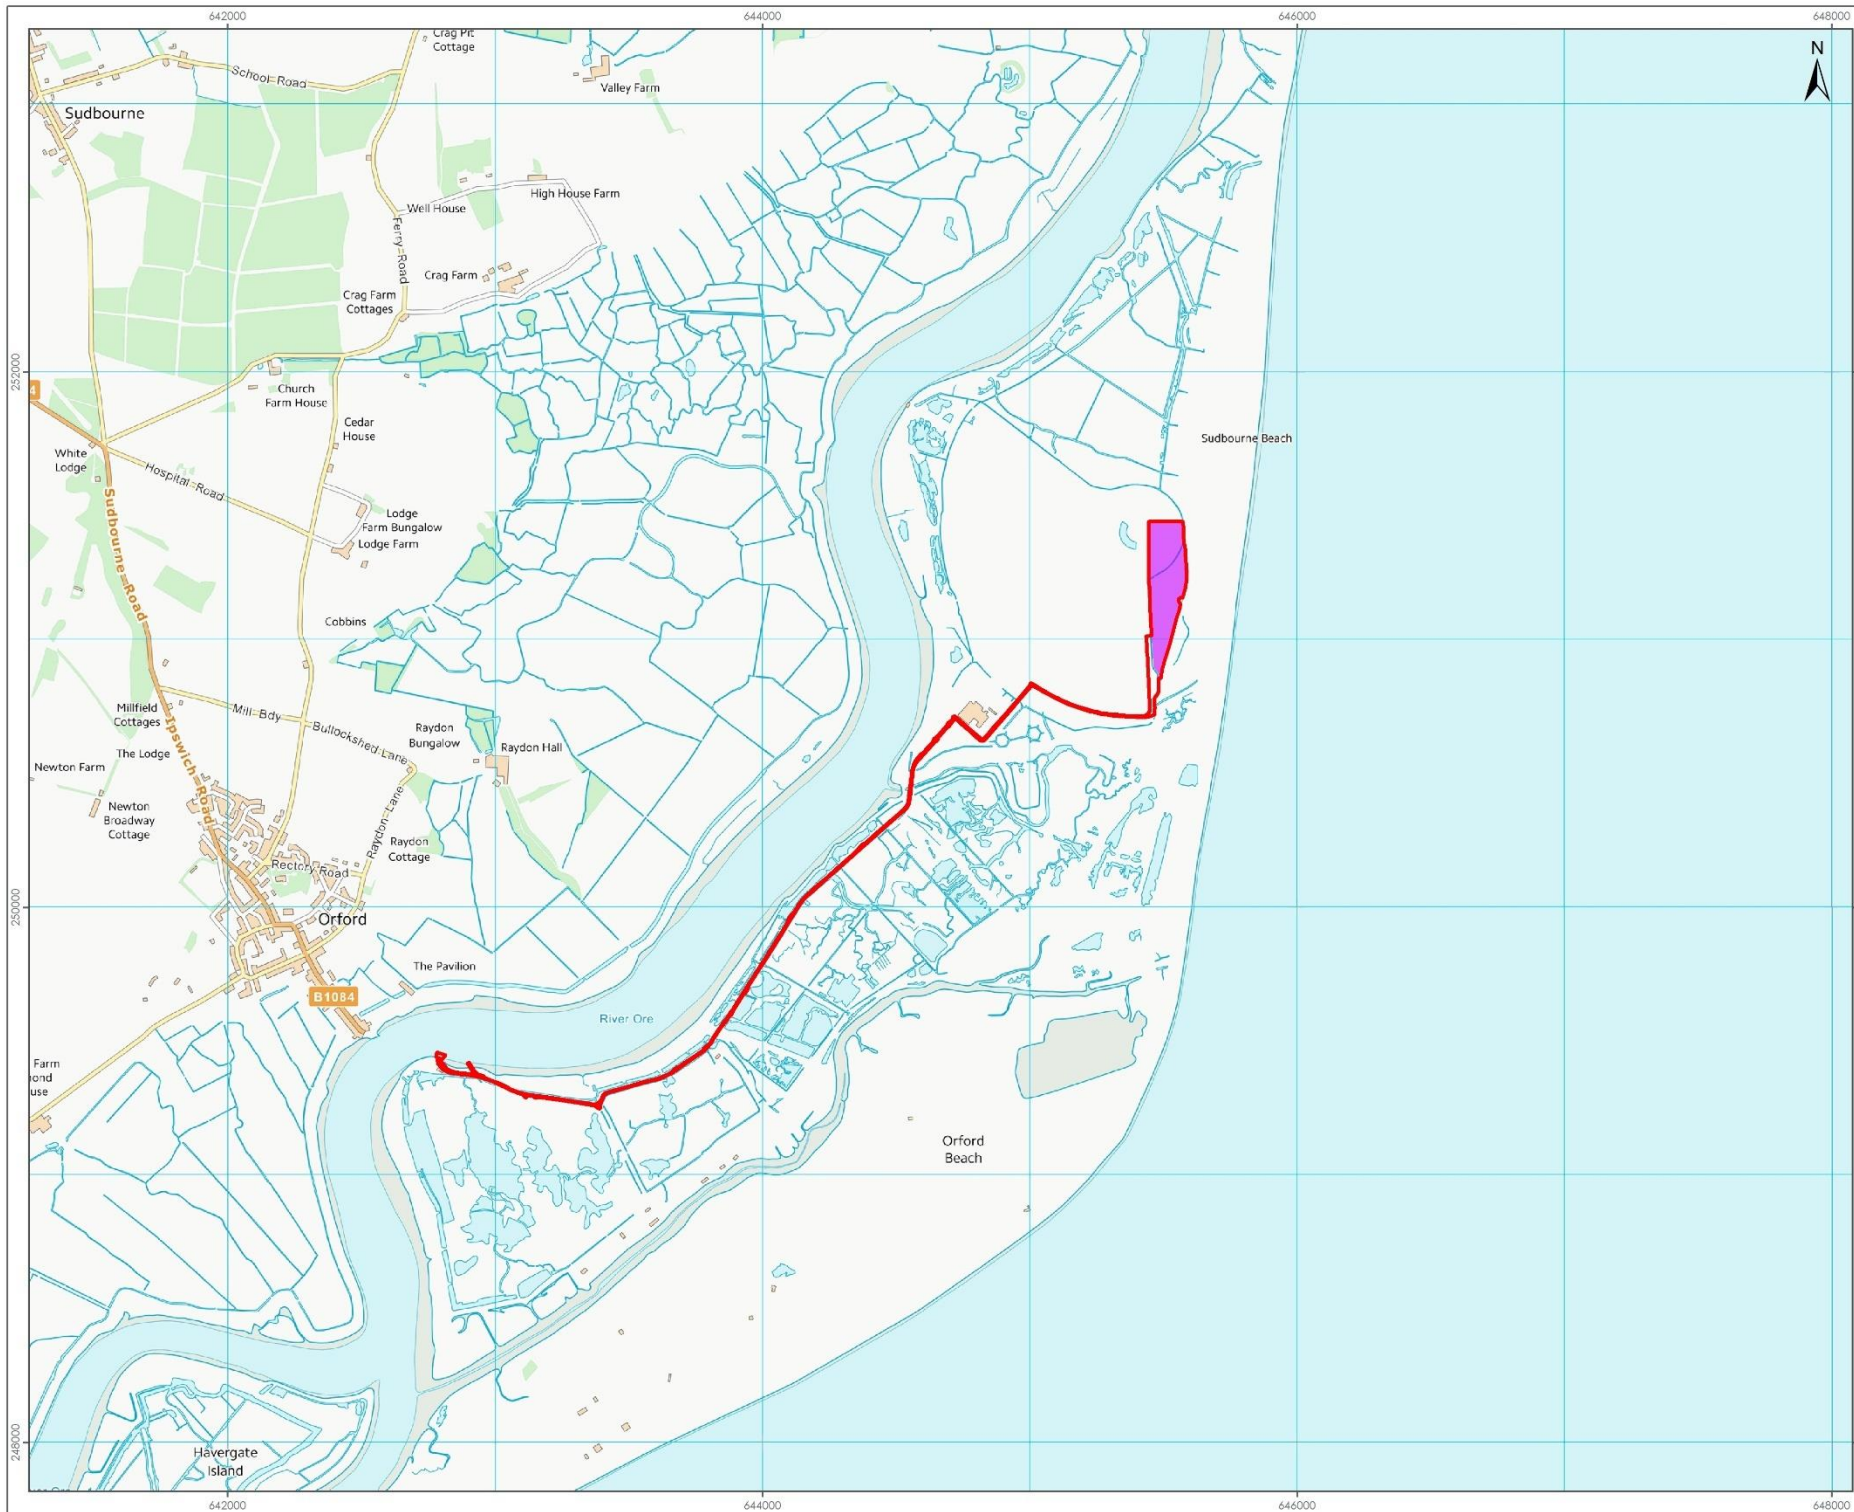 642000
644000
646000
648000
N
Crag Pit
Cottage
School Road
Valley Farm
Sudbourne
High House Farm
Well House
Ferry Road
Crag Farm
Crag Farm
Cottages
252000
4
Church
Farm House
Cedar
House
White
Lodge
Hospital Road
Sudbourne Beach
Sudbourne Road
Lodge
Farm Bungalow
Lodge Farm
Cobbins
Millfield
Cottages
Mill Bdy
Bullockshed Lane
Ipswich Road
The Lodge
Raydon
Bungalow
Raydon Hall
Newton Farm
Newton
Broadway
Cottage
Raydon Lane
Raydon
Cottage
Rectory Road
250000
Orford
The Pavilion
B1084
River Ore
Farm
ond
use
Orford
Beach
248000
Havergate
Island
642000
644000
646000
648000